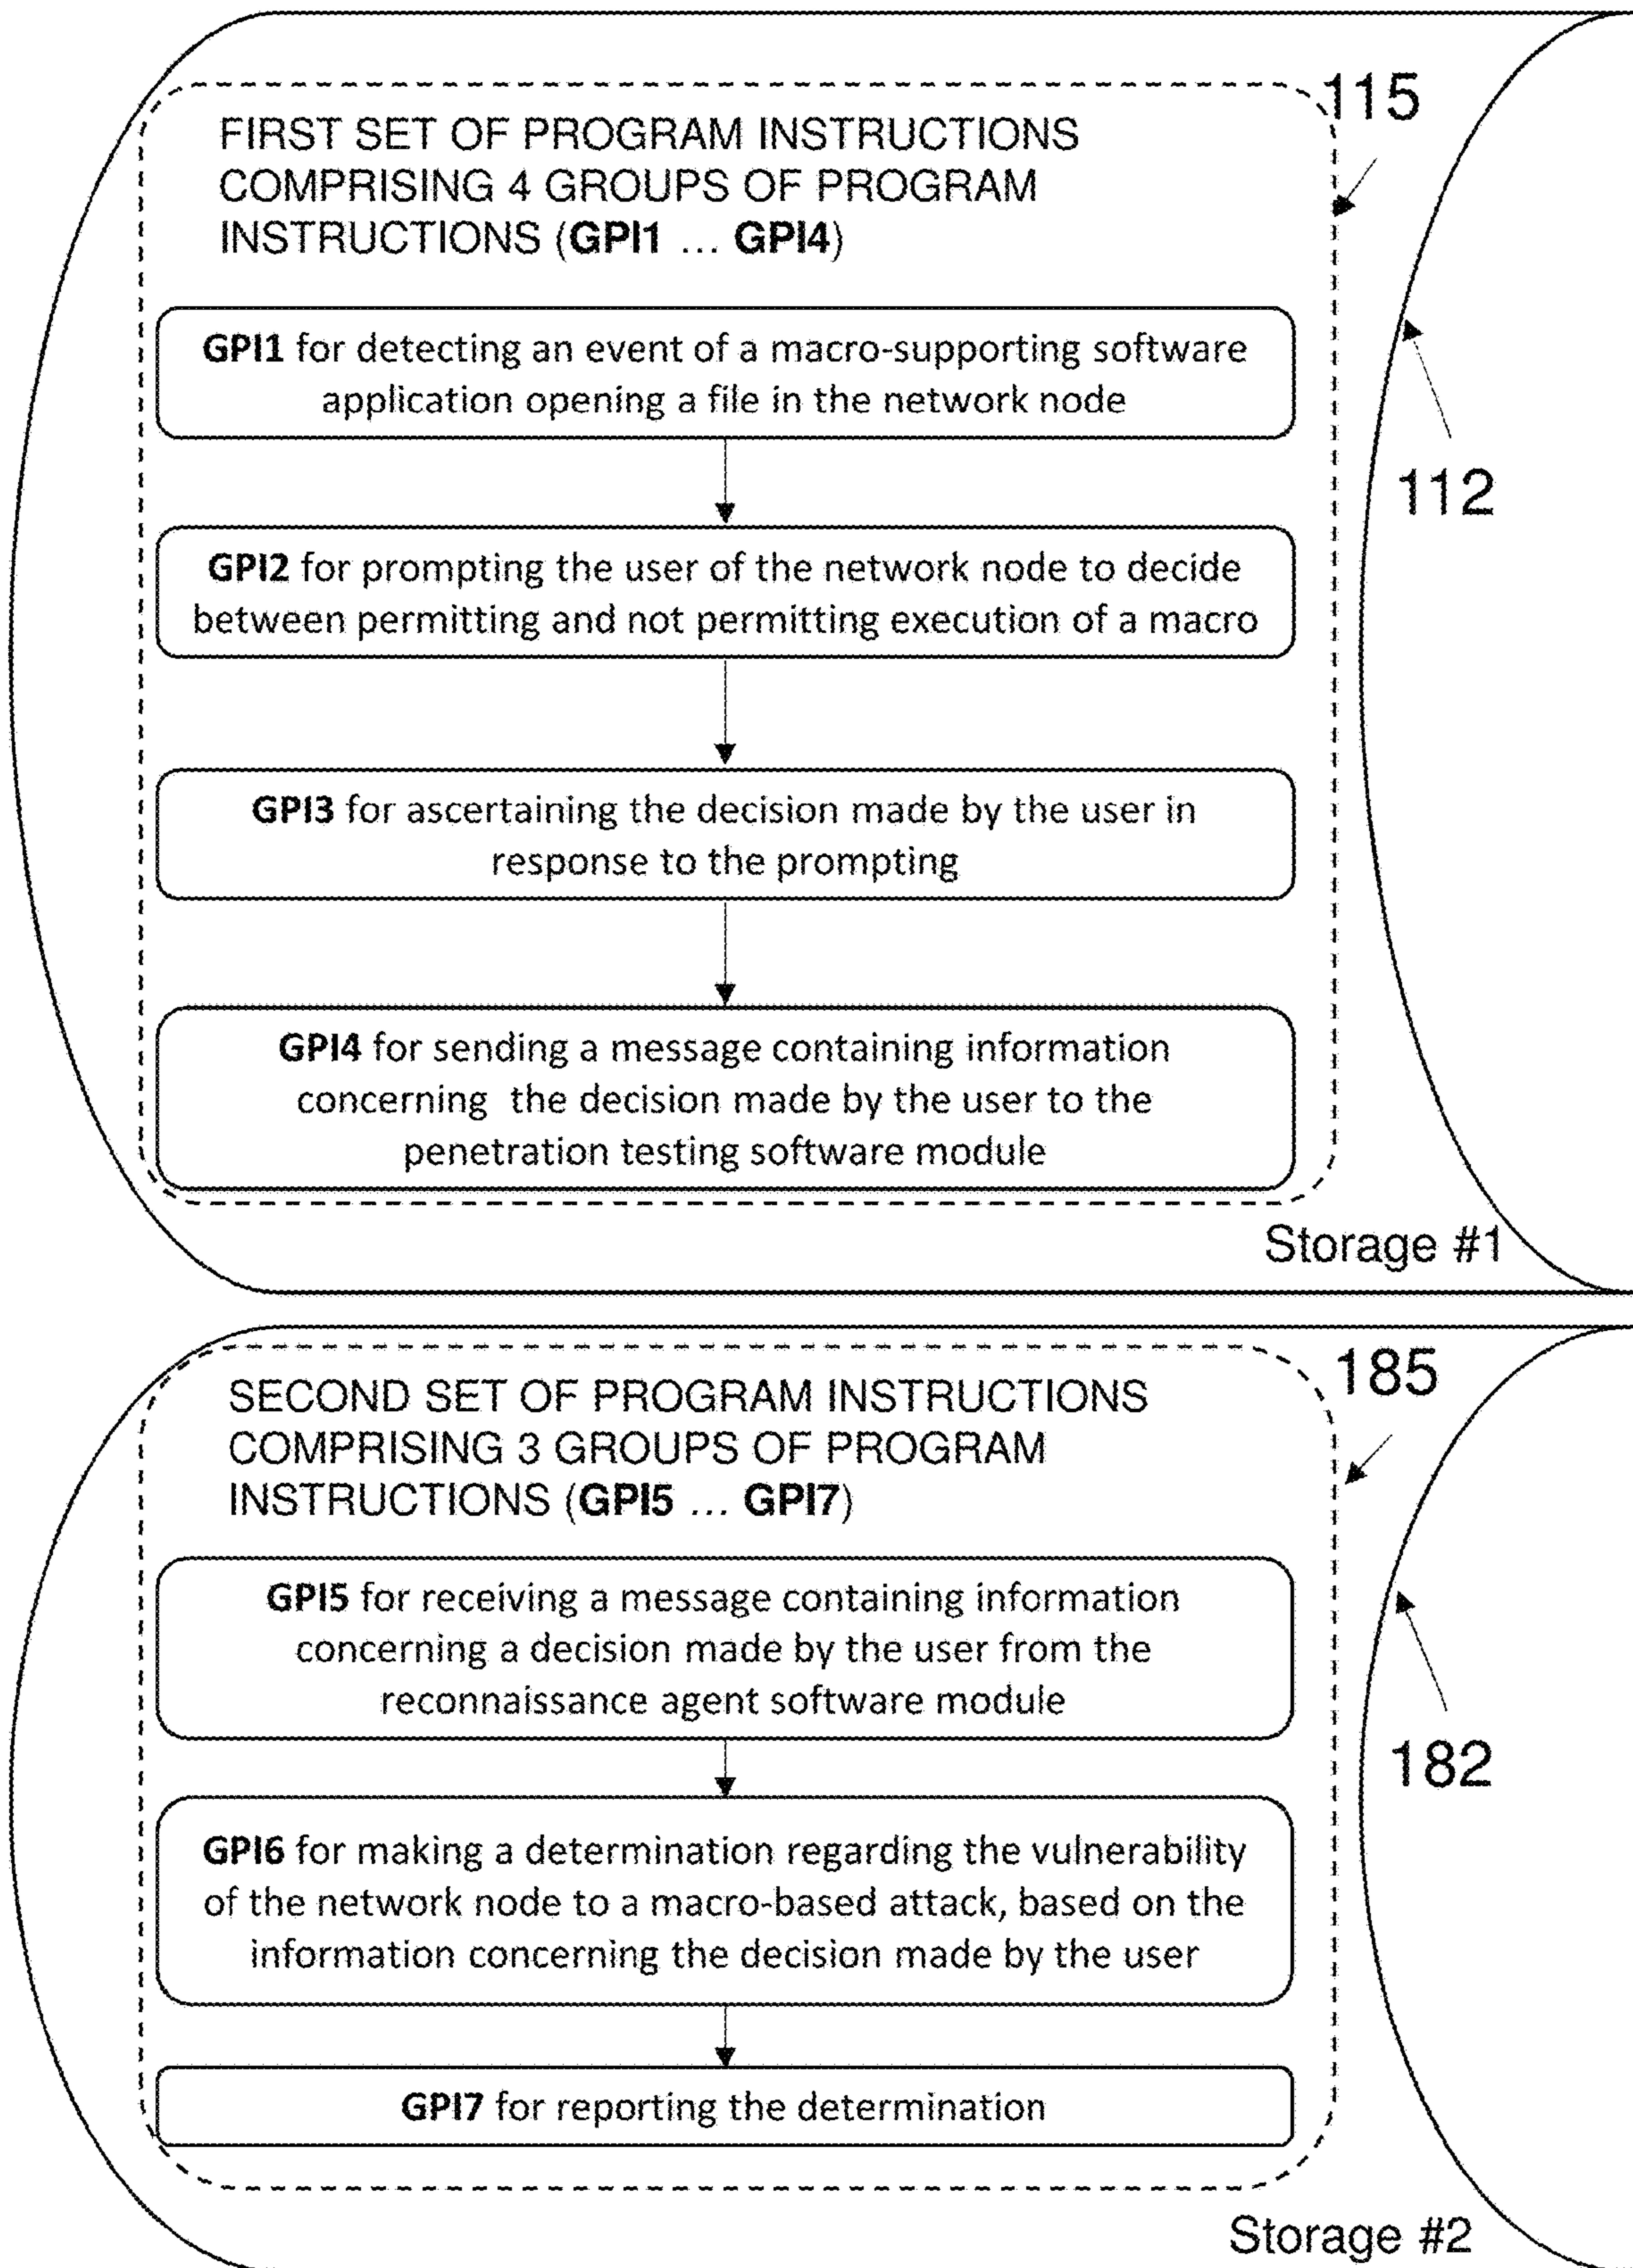 115
FIRST SET OF PROGRAM INSTRUCTIONS
COMPRISING 4 GROUPS OF PROGRAM
INSTRUCTIONS (GPI1 ... GPI4)
GPI1 for detecting an event of a macro-supporting software
application opening a file in the network node
112
GPI2 for prompting the user of the network node to decide
between permitting and not permitting execution of a macro
GPI3 for ascertaining the decision made by the user in
response to the prompting
GPI4 for sending a message containing information
concerning the decision made by the user to the
penetration testing software module
Storage #1
185
SECOND SET OF PROGRAM INSTRUCTIONS
COMPRISING 3 GROUPS OF PROGRAM
INSTRUCTIONS (GPI5 ... GPI7)
GPI5 for receiving a message containing information
concerning a decision made by the user from the
reconnaissance agent software module
182
GPI6 for making a determination regarding the vulnerability
of the network node to a macro-based attack, based on the
information concerning the decision made by the user
GPI7 for reporting the determination
Storage #2